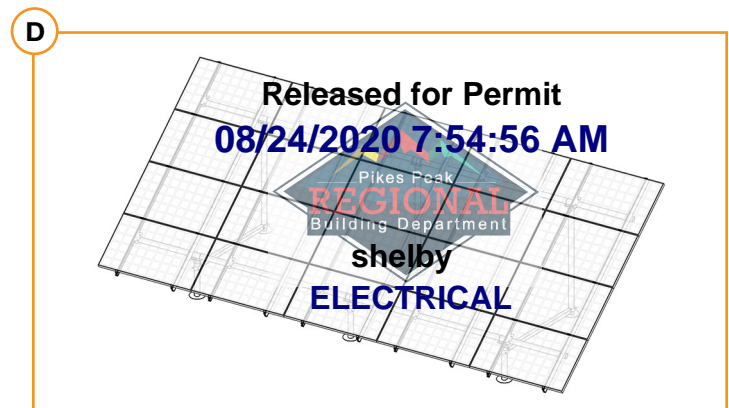 D
Released for Permit
08/24/2020 7:54:56 AM
Pikes Peak
REGIONAL
Building Department
shelby
ELECTRICAL